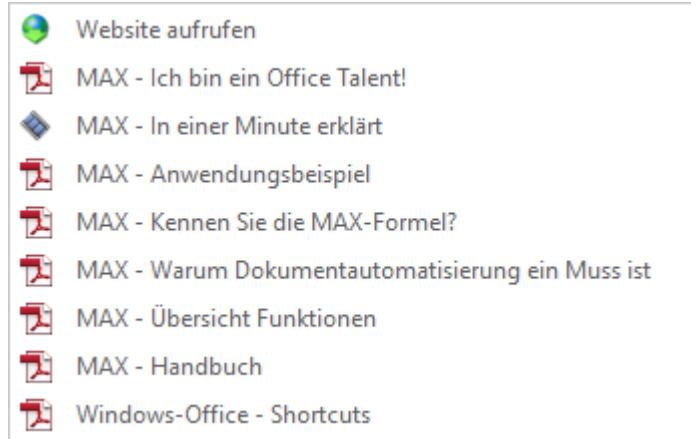 Website aufrufen
MAX - Ich bin ein Office Talent!
MAX - In einer Minute erklärt
MAX - Anwendungsbeispiel
MAX - Kennen Sie die MAX-Formel?
MAX - Warum Dokumentautomatisierung ein Muss ist
MAX - Übersicht Funktionen
MAX - Handbuch
Windows-Office - Shortcuts